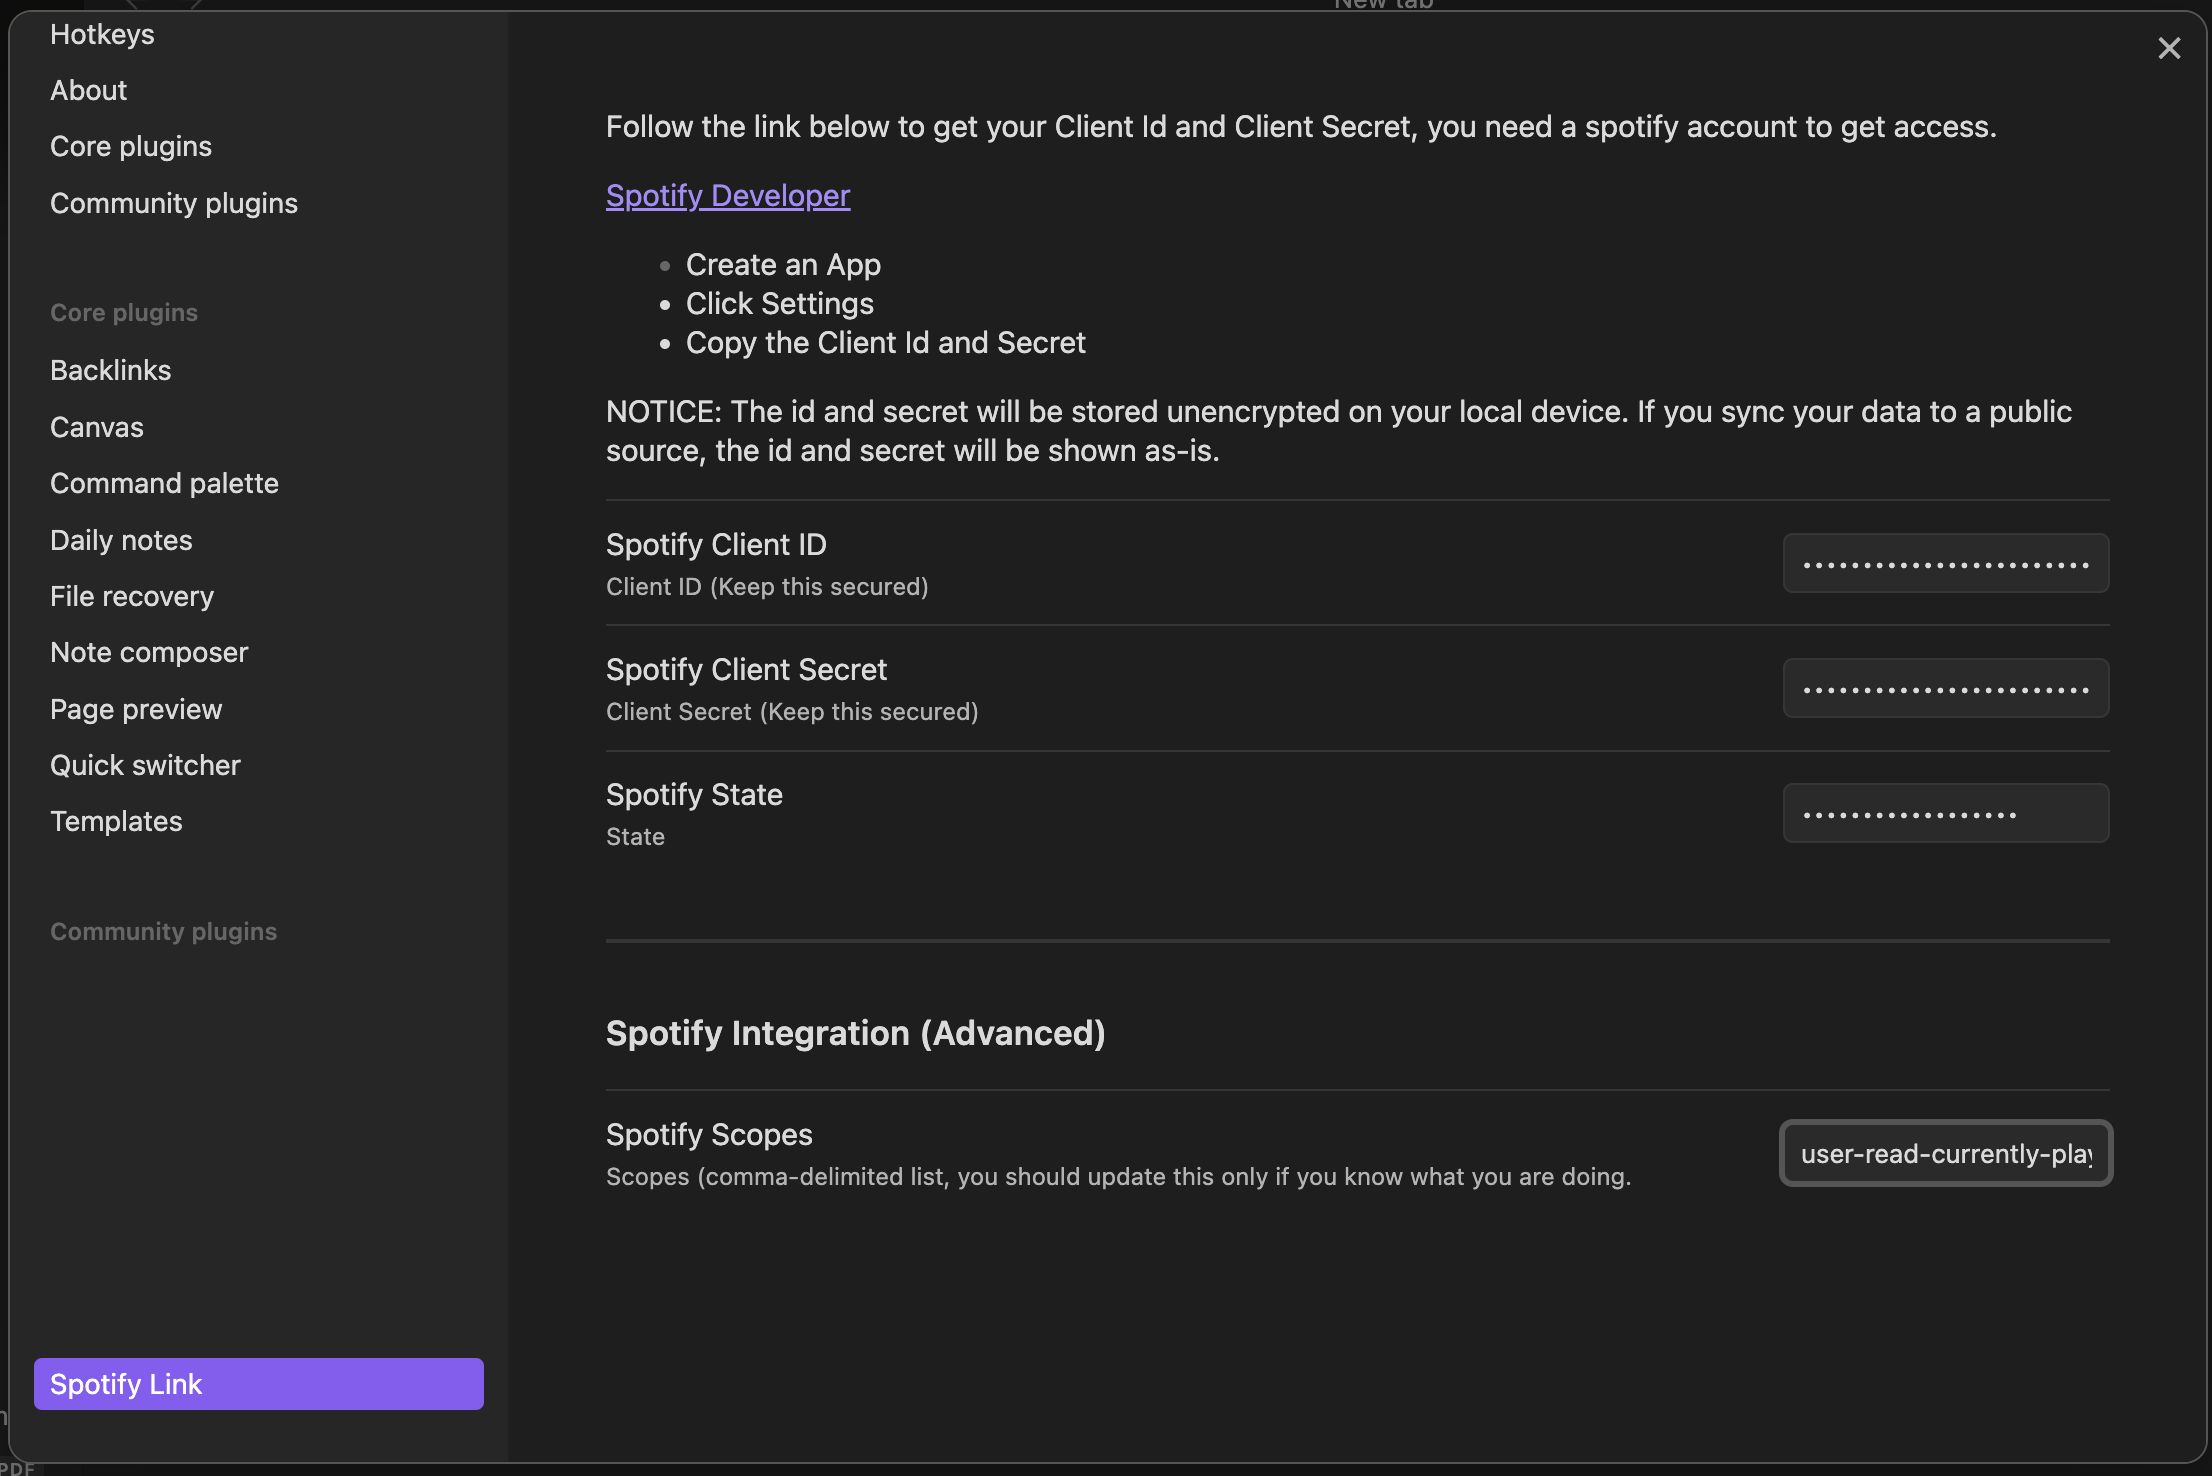 New tab
Hotkeys
About
Core plugins
Community plugins
Core plugins
Backlinks
Canvas
Command palette
Daily notes
File recovery
Note composer
Page preview
Quick switcher
Templates
Community plugins
Spotify Link
PDF
Follow the link below to get your Client Id and Client Secret, you need a spotify account to get access.
Spotify Developer
• Create an App
• Click Settings
• Copy the Client Id and Secret
NOTICE: The id and secret will be stored unencrypted on your local device. If you sync your data to a public
source, the id and secret will be shown as-is.
Spotify Client ID
Client ID (Keep this secured)
Spotify Client Secret
Client Secret (Keep this secured)
Spotify State
State
Spotify Integration (Advanced)
Spotify Scopes
Scopes (comma-delimited list, you should update this only if you know what you are doing.
user-read-currently-play